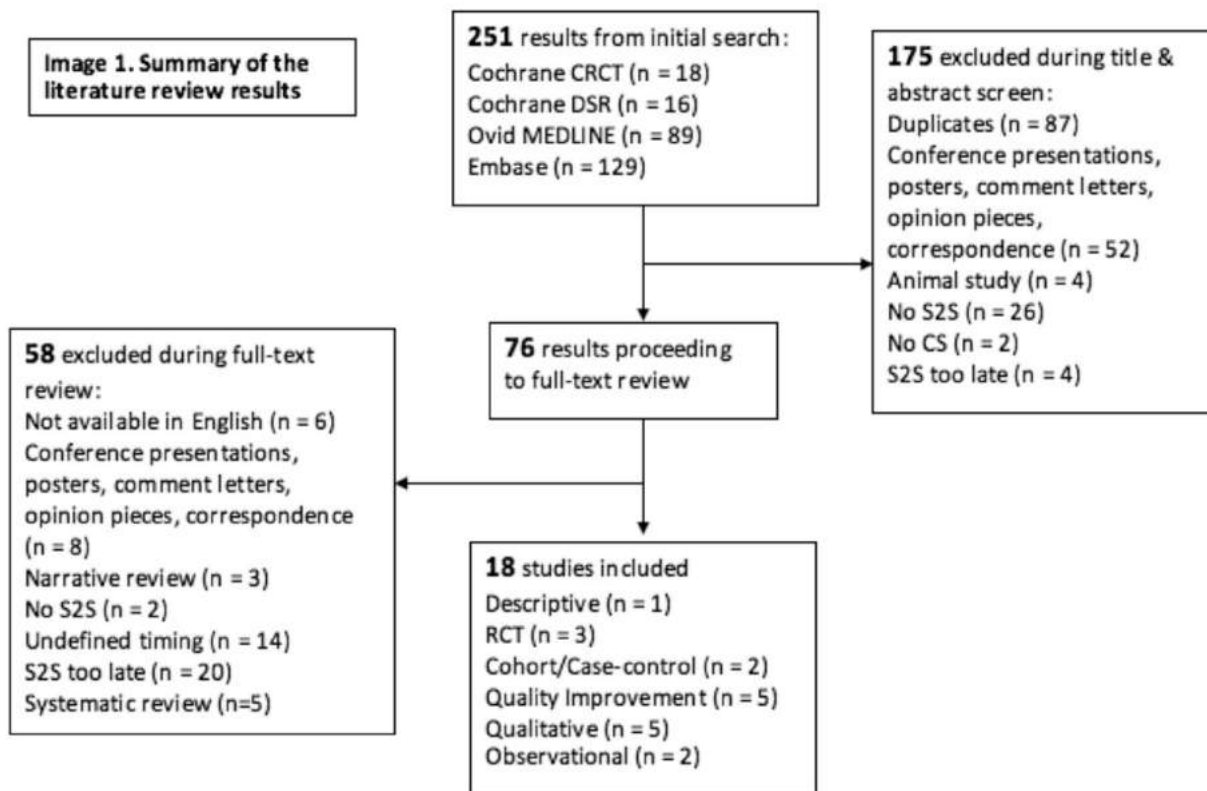 Image 1. Summary of the
literature review results
251 results from initial search:
Cochrane CRCT (n = 18)
Cochrane DSR (n = 16)
Ovid MEDLINE (n = 89)
Embase (n = 129)
175 excluded during title &
abstract screen:
Duplicates (n = 87)
Conference presentations,
posters, comment letters,
opinion pieces,
correspondence (n = 52)
Animal study (n = 4)
No S2S (n = 26)
No CS (n = 2)
S2S too late (n = 4)
76 results proceeding
to full-text review
58 excluded during full-text
review:
Not available in English (n = 6)
Conference presentations,
posters, comment letters,
opinion pieces, correspondence
(n = 8)
Narrative review (n = 3)
No S2S (n = 2)
Undefined timing (n = 14)
S2S too late (n = 20)
Systematic review (n=5)
18 studies included
Descriptive (n = 1)
RCT (n = 3)
Cohort/Case-control (n = 2)
Quality Improvement (n = 5)
Qualitative (n = 5)
Observational (n = 2)